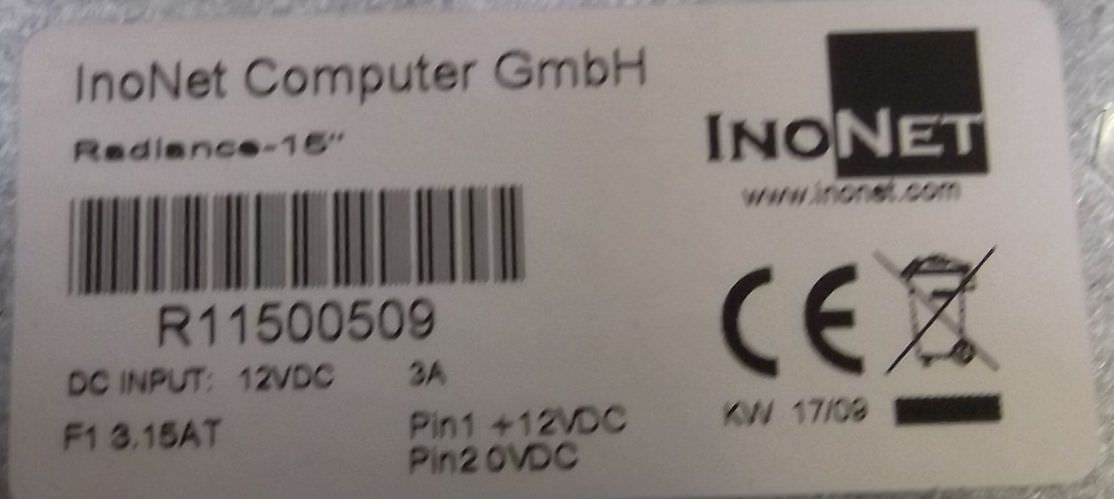 InoNet Computer GmbH
Radiance-15"
INONET
www.inonet.com
R11500509
DC INPUT: 12VDC 3A
F1 3.15AT
Pin1 +12VDC
Pin2 0VDC
CE
KW 17/09